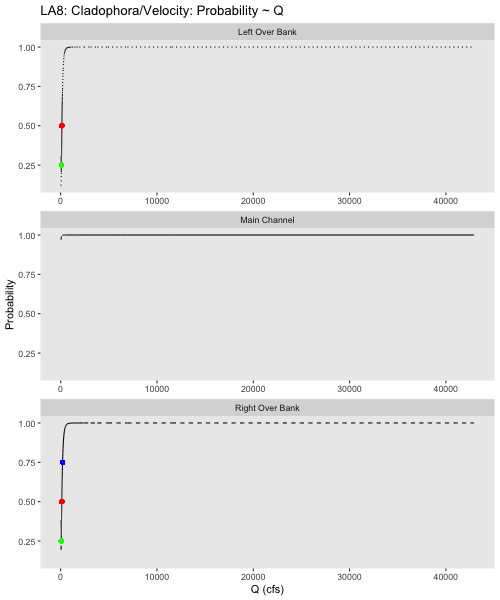 LA8: Cladophora/Velocity: Probability ~ Q
Left Over Bank
1.00
0.75
0.50
0.25
0 10000 20000 30000 40000
Main Channel
1.00
0.75
0.50
0.25
0 10000 20000 30000 40000
Probability
Right Over Bank
1.00
0.75
0.50
0.25
0 10000 20000 30000 40000
Q (cfs)